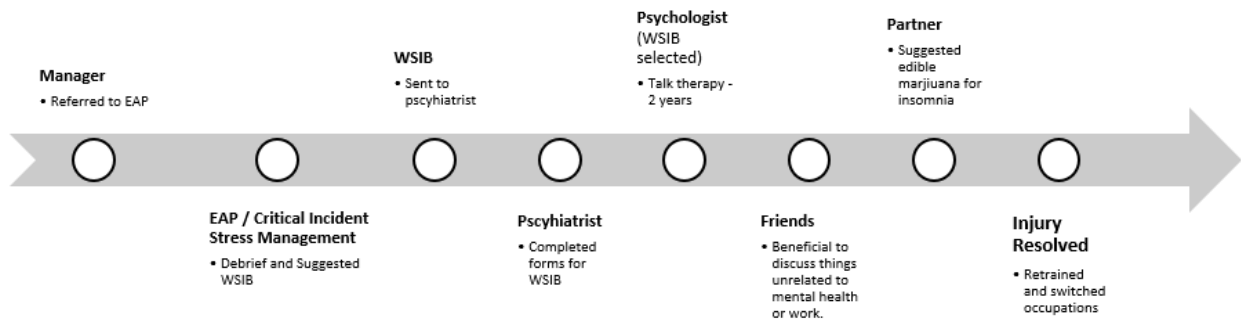 Manager
• Referred to EAP
EAP / Critical Incident
Stress Management
• Debrief and Suggested
WSIB
WSIB
• Sent to
pscyhiatrist
Pscyhiatrist
• Completed
forms for
WSIB
Psychologist
(WSIB
selected)
• Talk therapy -
2 years
Friends
• Beneficial to
discuss things
unrelated to
mental health
or work.
Partner
• Suggested
edible
marjiuana for
insomnia
Injury
Resolved
• Retrained
and switched
occupations